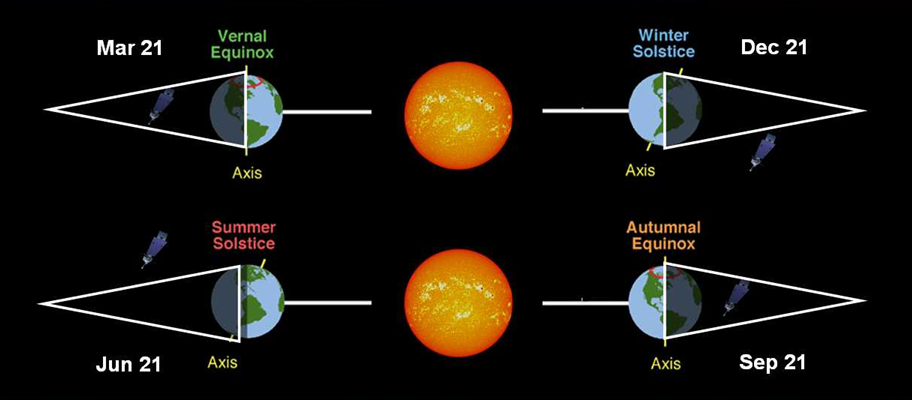 Mar 21
Vernal
Equinox
Axis
Winter
Solstice
Dec 21
Axis
Summer
Solstice
Jun 21
Axis
Autumnal
Equinox
Axis
Sep 21